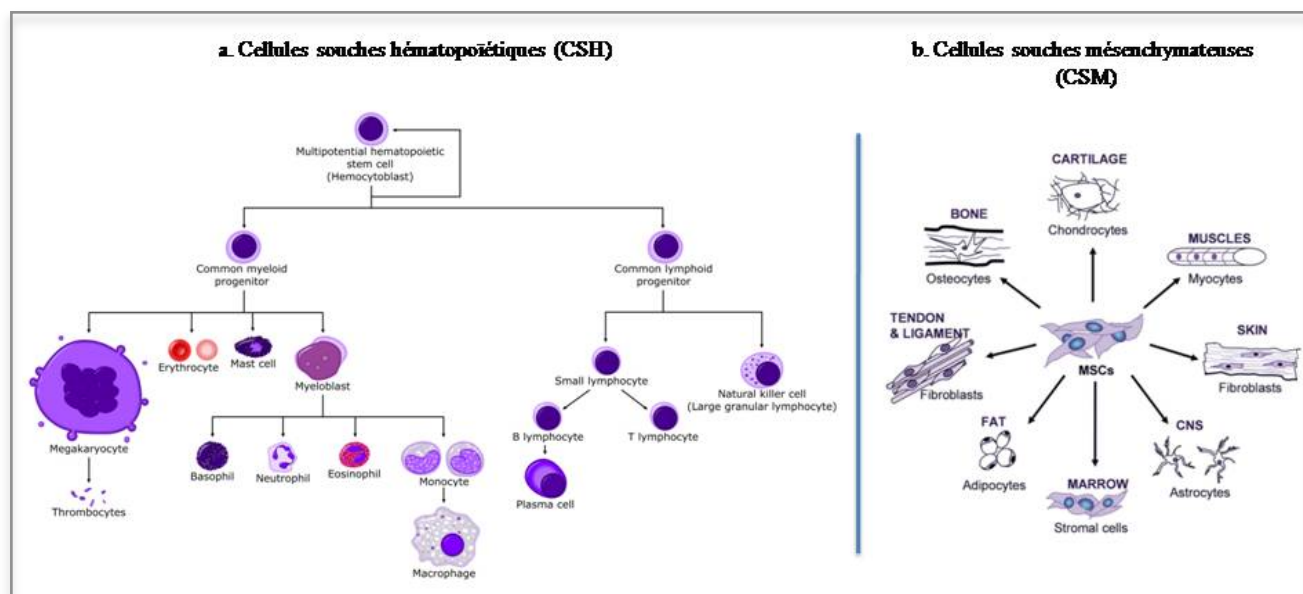 a. Cellules souches hématopoïétiques (CSH)
b. Cellules souches mésenchymateuses
(CSM)
Multipotential hematopoietic
stem cell
(Hemocytoblast)
Common myeloid
progenitor
Common lymphoid
progenitor
Erythrocyte
Mast cell
Myeloblast
Small lymphocyte
Natural killer cell
(Large granular lymphocyte)
B lymphocyte
T lymphocyte
Megakaryocyte
Basophil
Neutrophil
Eosinophil
Monocyte
Plasma cell
Thrombocytes
Macrophage
CARTILAGE
Chondrocytes
BONE
Osteocytes
MUSCLES
Myocytes
TENDON
& LIGAMENT
Fibroblasts
MSCs
SKIN
Fibroblasts
FAT
Adipocytes
MARROW
Stromal cells
CNS
Astrocytes